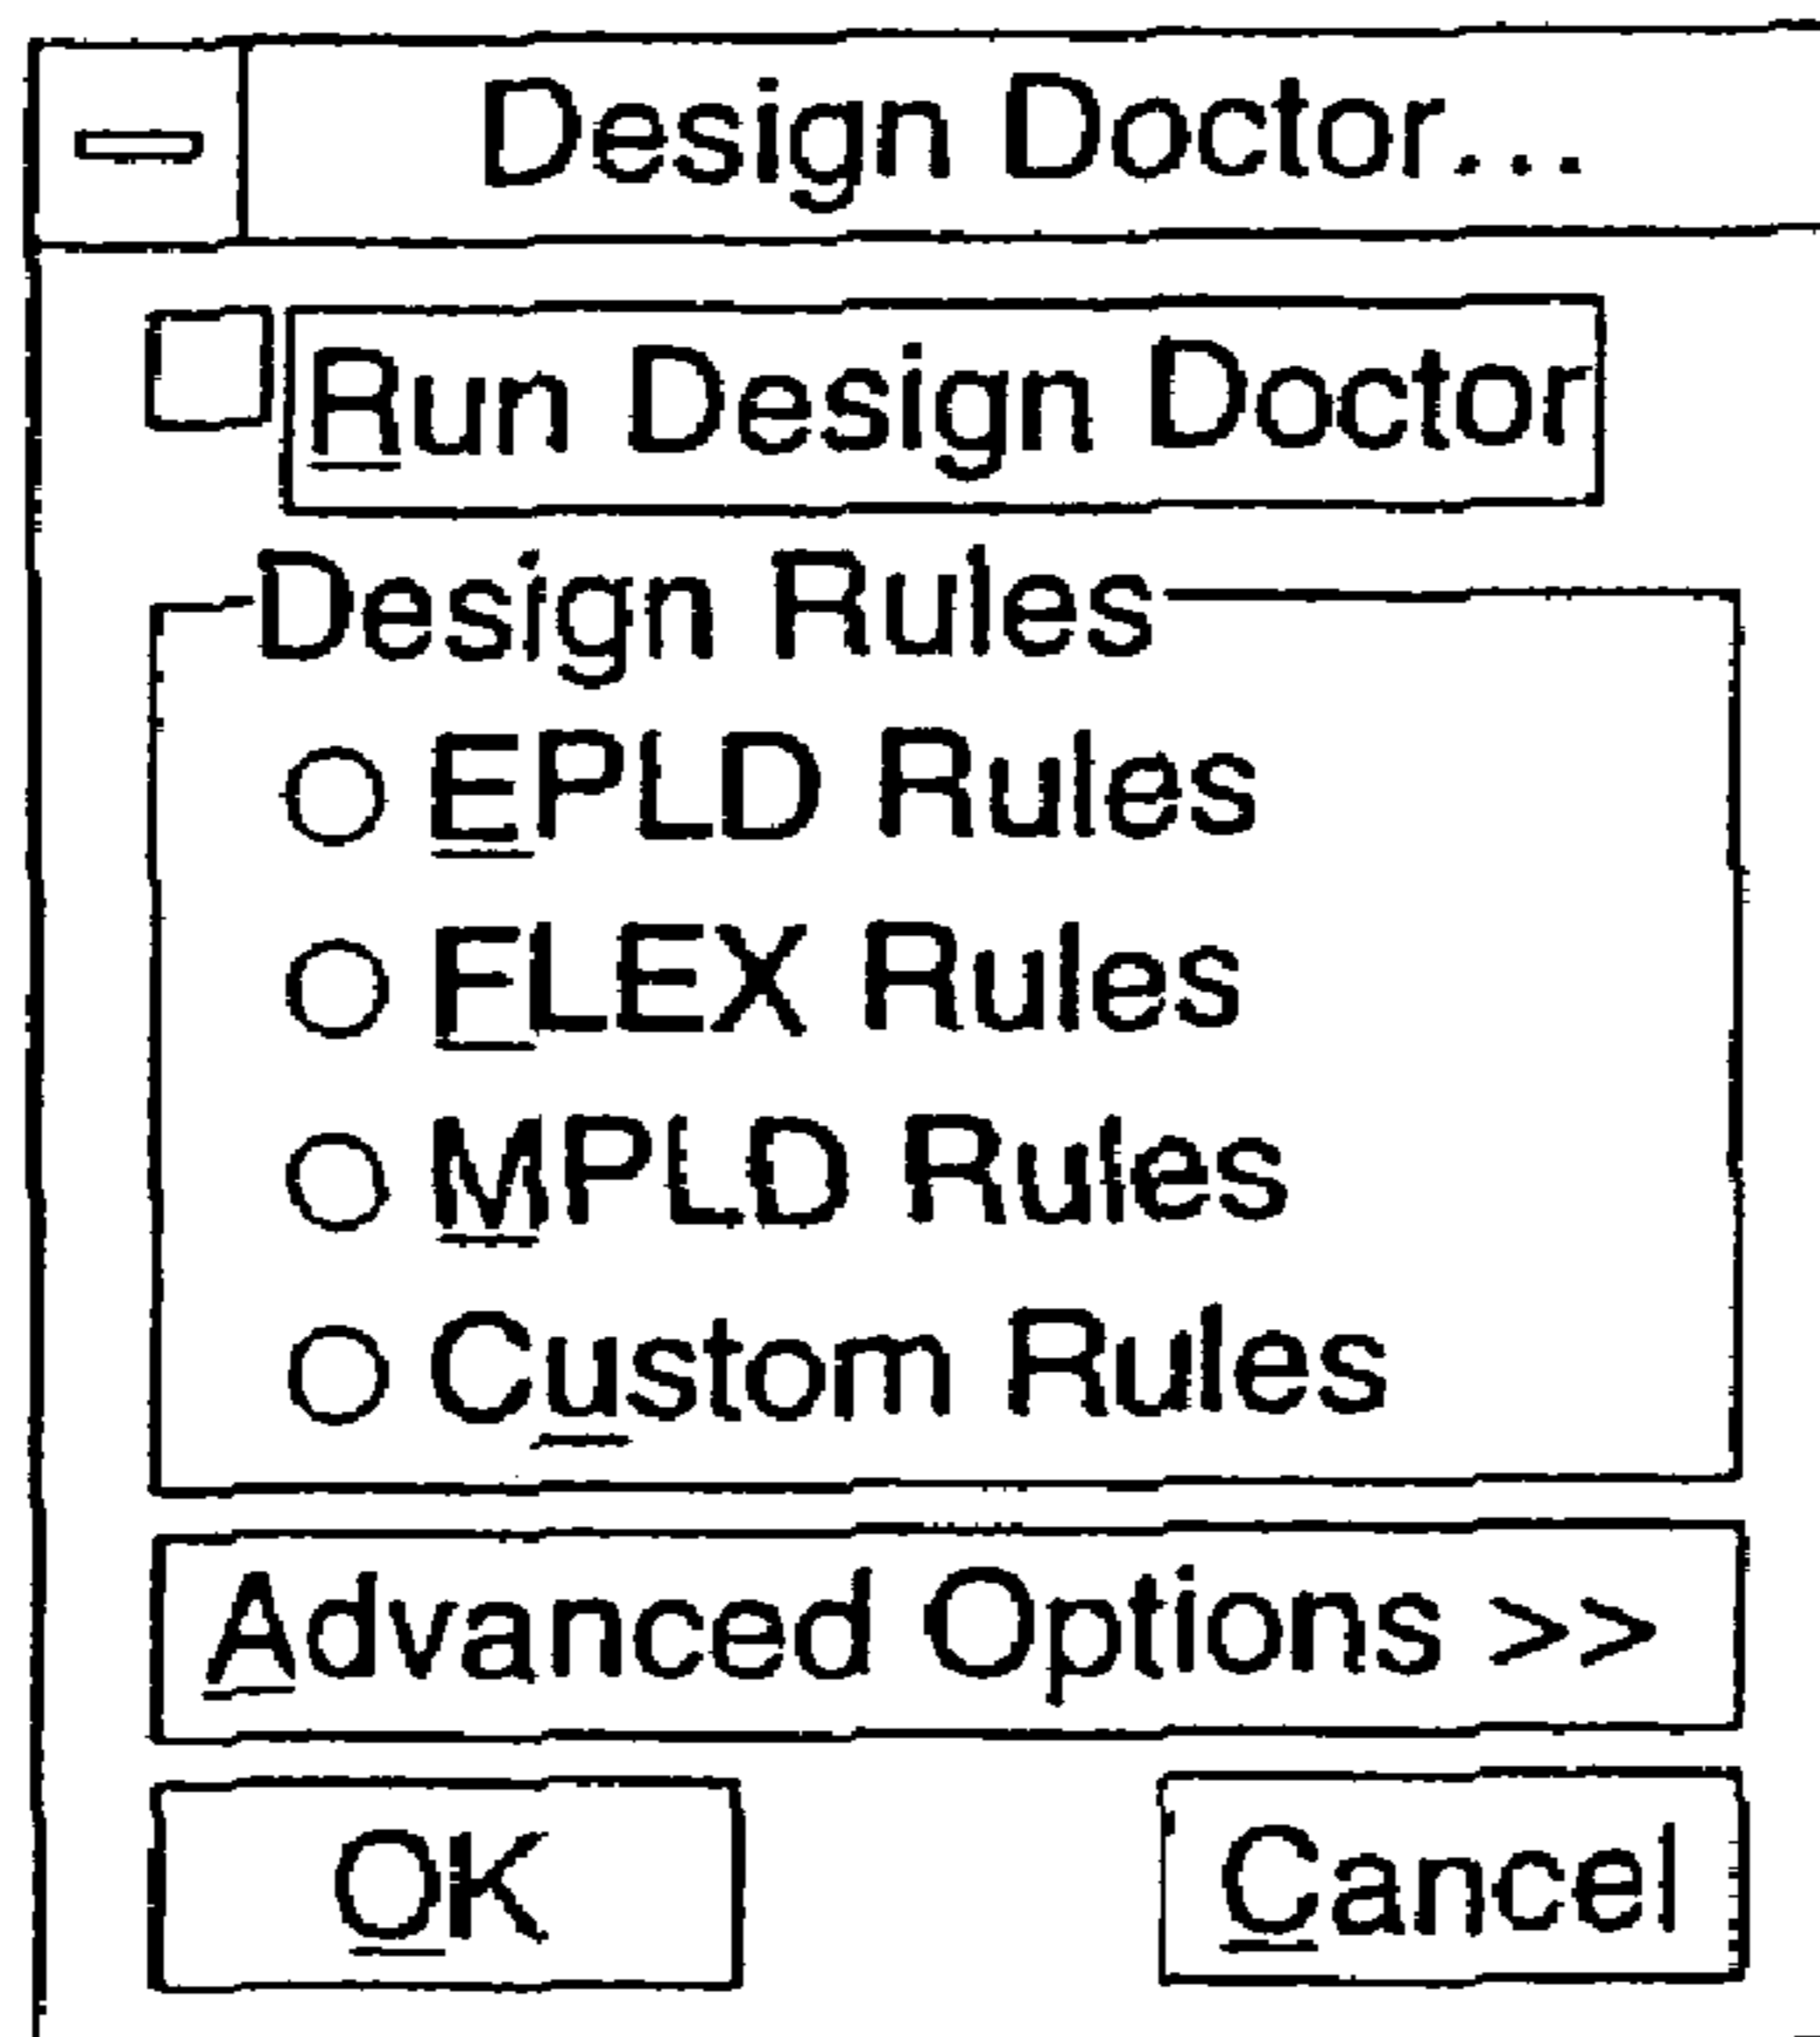 Design Doctor...
Run Design Doctor
Design Rules
EPLD Rules
FLEX Rules
MPLD Rules
Custom Rules
Advanced Options >>
OK
Cancel